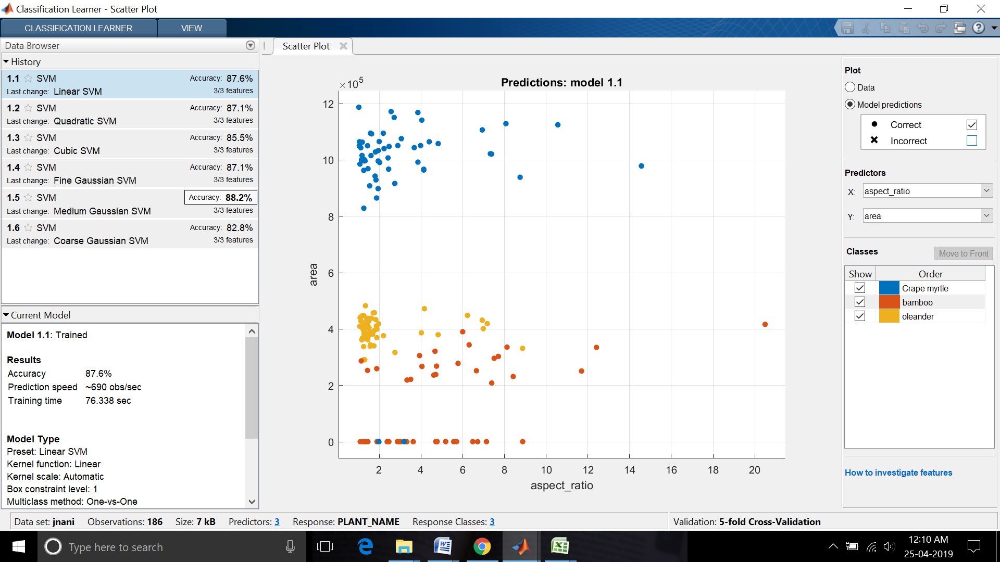 Classification Learner - Scatter Plot
CLASSIFICATION LEARNER VIEW
Data Browser
History
1.1 SVM Accuracy: 87.6%
Last change: Linear SVM 3/3 features
1.2 SVM Accuracy: 87.1%
Last change: Quadratic SVM 3/3 features
1.3 SVM Accuracy: 85.5%
Last change: Cubic SVM 3/3 features
1.4 SVM Accuracy: 87.1%
Last change: Fine Gaussian SVM 3/3 features
1.5 SVM Accuracy: 88.2%
Last change: Medium Gaussian SVM 3/3 features
1.6 SVM Accuracy: 82.8%
Last change: Coarse Gaussian SVM 3/3 features
Current Model
Model 1.1: Trained
Results
Accuracy 87.6%
Prediction speed ~690 obs/sec
Training time 76.338 sec
Model Type
Preset: Linear SVM
Kernel function: Linear
Kernel scale: Automatic
Box constraint level: 1
Multiclass method: One-vs-One
Scatter Plot
Predictions: model 1.1
×10⁵
12
10
8
6
4
2
0
area
2 4 6 8 10 12 14 16 18 20
aspect_ratio
Plot
Data
Model predictions
Correct
Incorrect
Predictors
X: aspect_ratio
Y: area
Classes Move to Front
Show Order
Crape myrtle
bamboo
oleander
How to investigate features
Data set: jnani Observations: 186 Size: 7 kB Predictors: 3 Response: PLANT_NAME Response Classes: 3 Validation: 5-fold Cross-Validation
Type here to search
12:10 AM
25-04-2019